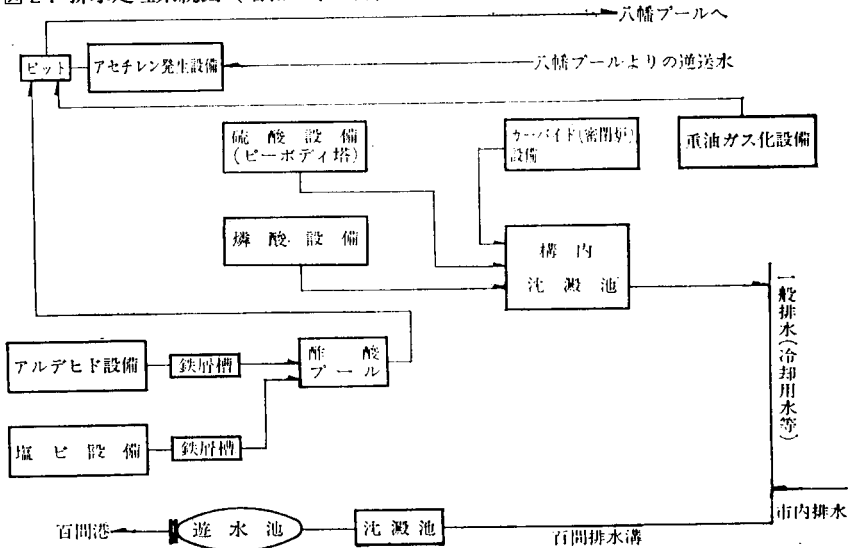 八幡プールへ
ピット
アセチレン発生設備
八幡プールよりの逆送水
硫酸設備
(ピーボディ塔)
カーバイド(密閉炉)
設備
重油ガス化設備
燐酸設備
構内
沈澱池
一般排水(冷却用水等)
アルデヒド設備
鉄屑槽
酢酸
プール
塩ビ設備
鉄屑槽
市内排水
百間港
遊水池
沈澱池
百間排水溝